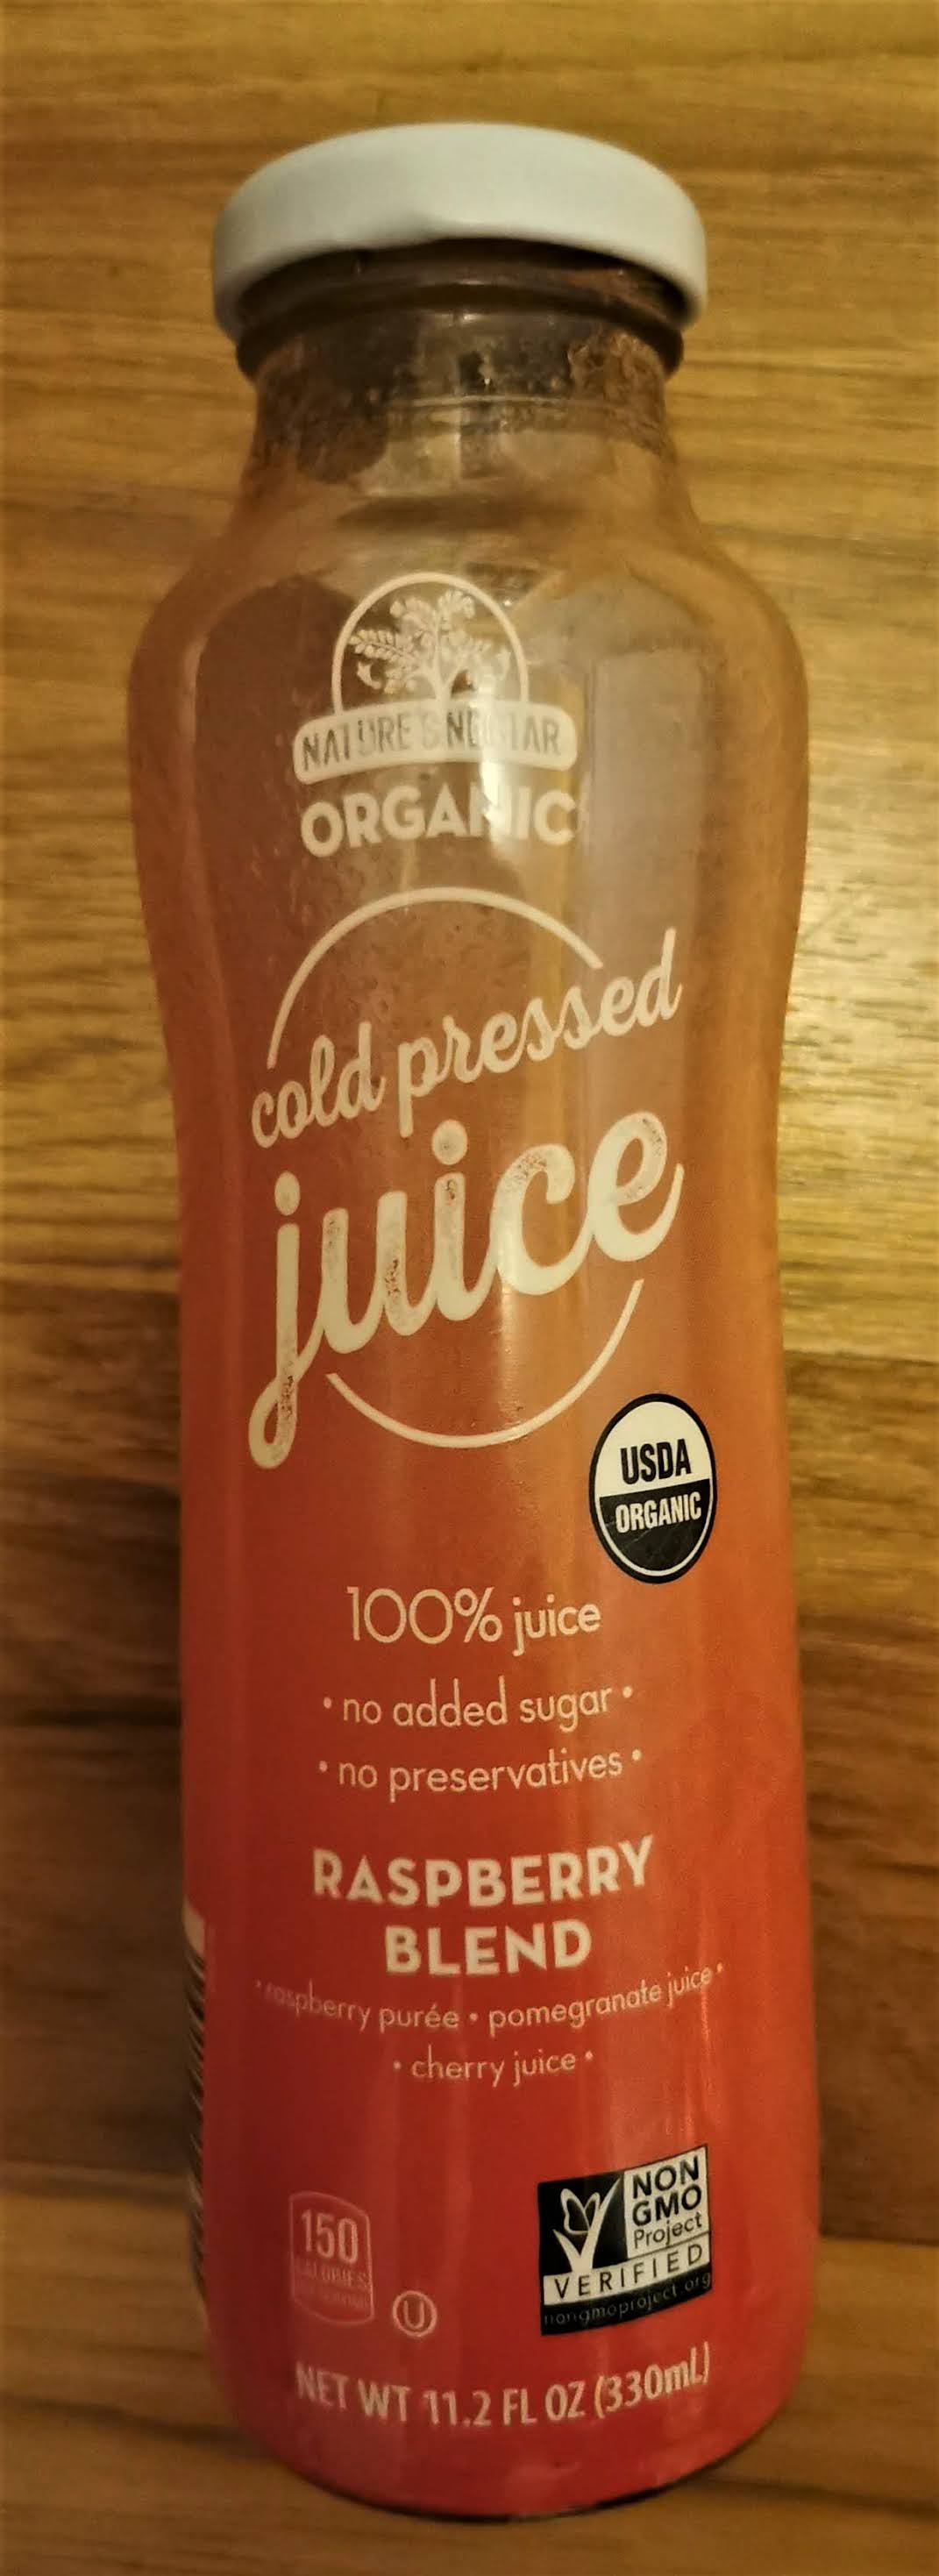 NATURE'S NECTAR
ORGANIC
cold pressed
juice
USDA
ORGANIC
100% juice
• no added sugar •
• no preservatives •
RASPBERRY
BLEND
• raspberry purée • pomegranate juice •
• cherry juice •
150
CALORIES
U
NON
GMO
Project
VERIFIED
nongmoproject.org
NET WT 11.2 FL OZ (330mL)